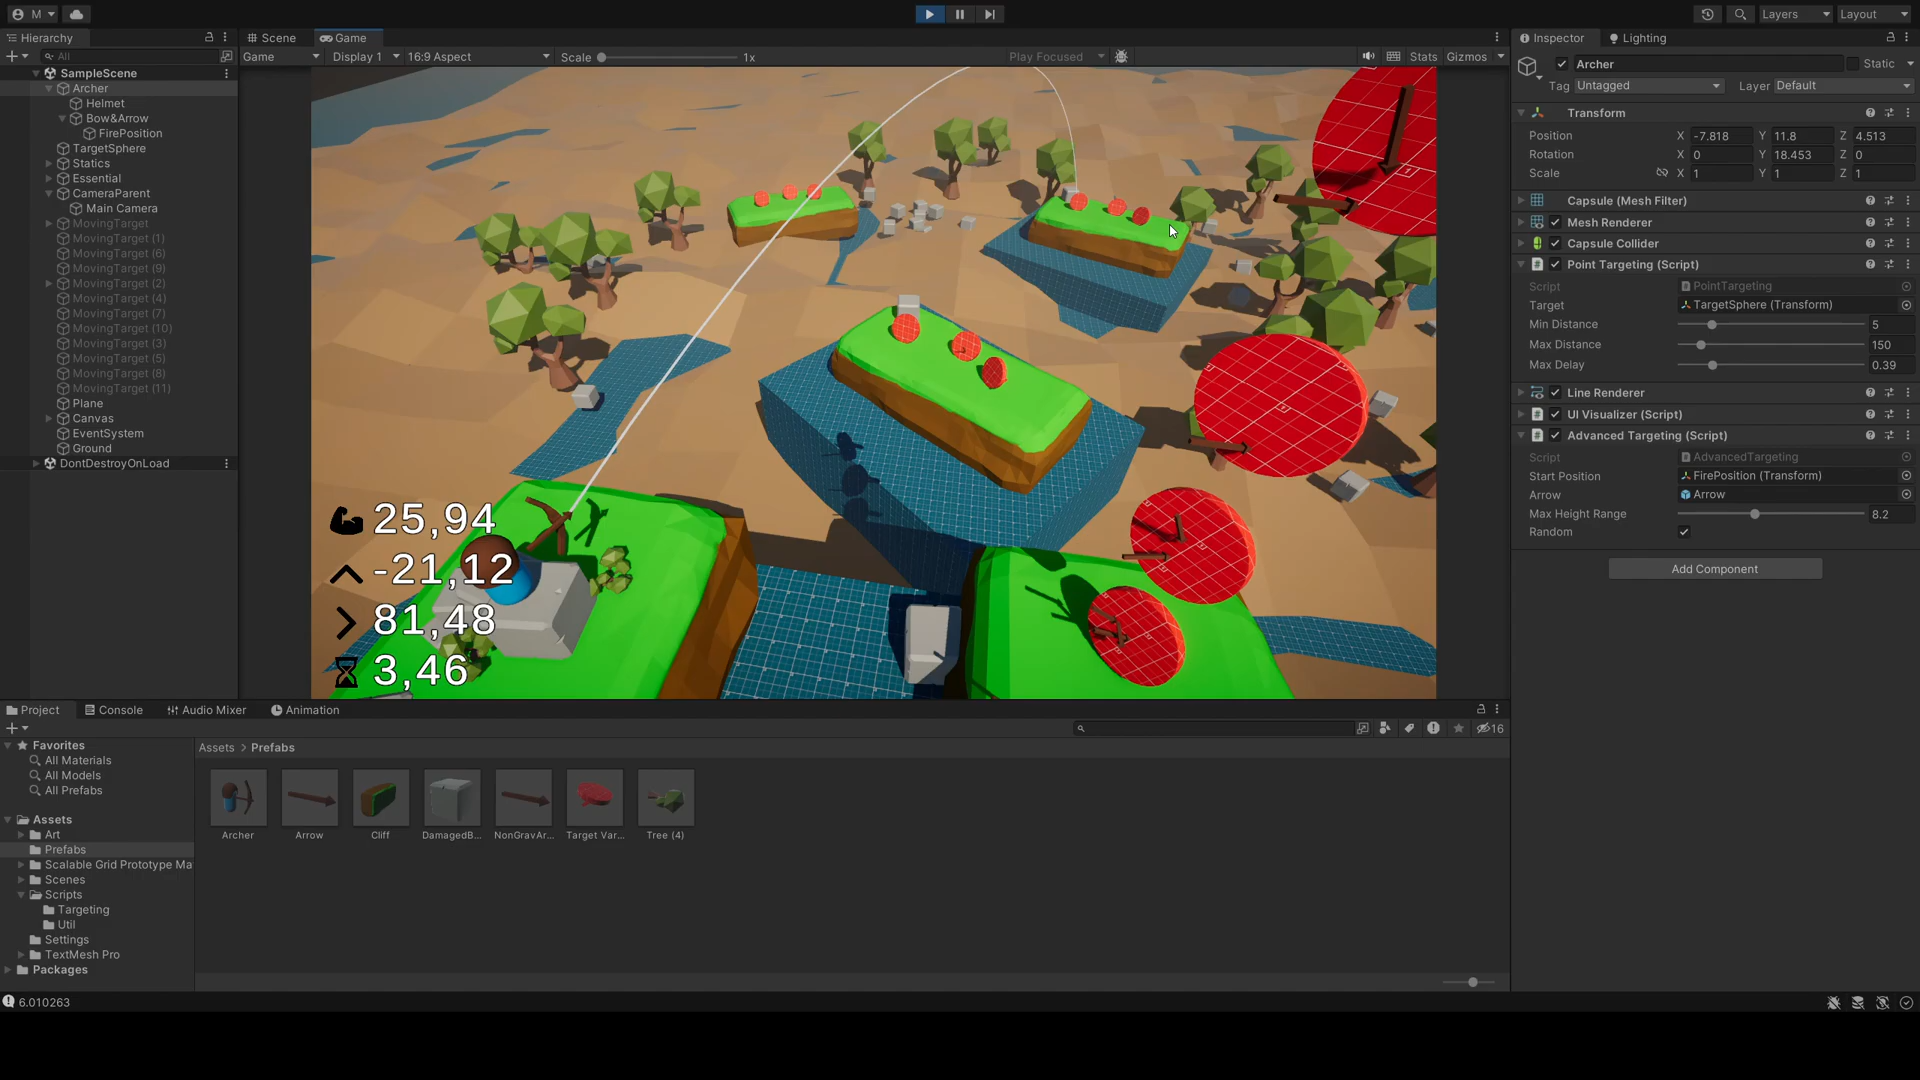 M Layers Layout
Hierarchy Scene Game Inspector Lighting
All Game Display 1 16:9 Aspect Scale 1x Play Focused Stats Gizmos Archer Static
SampleScene
Archer Tag Untagged Layer Default
Helmet
Bow&Arrow Transform
FirePosition Position X -7.818 Y 11.8 Z 4.513
TargetSphere Rotation X 0 Y 18.453 Z 0
Statics Scale X 1 Y 1 Z 1
Essential
CameraParent Capsule (Mesh Filter)
Main Camera Mesh Renderer
MovingTarget Capsule Collider
MovingTarget (1) Point Targeting (Script)
MovingTarget (6) Script PointTargeting
MovingTarget (9) Target TargetSphere (Transform)
MovingTarget (2) Min Distance 5
MovingTarget (4) Max Distance 150
MovingTarget (7) Max Delay 0.39
MovingTarget (10)
MovingTarget (3) Line Renderer
MovingTarget (5) UI Visualizer (Script)
MovingTarget (8) Advanced Targeting (Script)
MovingTarget (11) Script AdvancedTargeting
Plane Start Position FirePosition (Transform)
Canvas Arrow Arrow
EventSystem Max Height Range 8.2
Ground Random
DontDestroyOnLoad
Add Component
25,94
-21,12
81,48
3,46
Project Console Audio Mixer Animation
16
Favorites Assets > Prefabs
All Materials
All Models
All Prefabs
Assets
Art Archer Arrow Cliff DamagedB... NonGravAr... Target Var... Tree (4)
Prefabs
Scalable Grid Prototype Ma
Scenes
Scripts
Targeting
Util
Settings
TextMesh Pro
Packages
6.010263